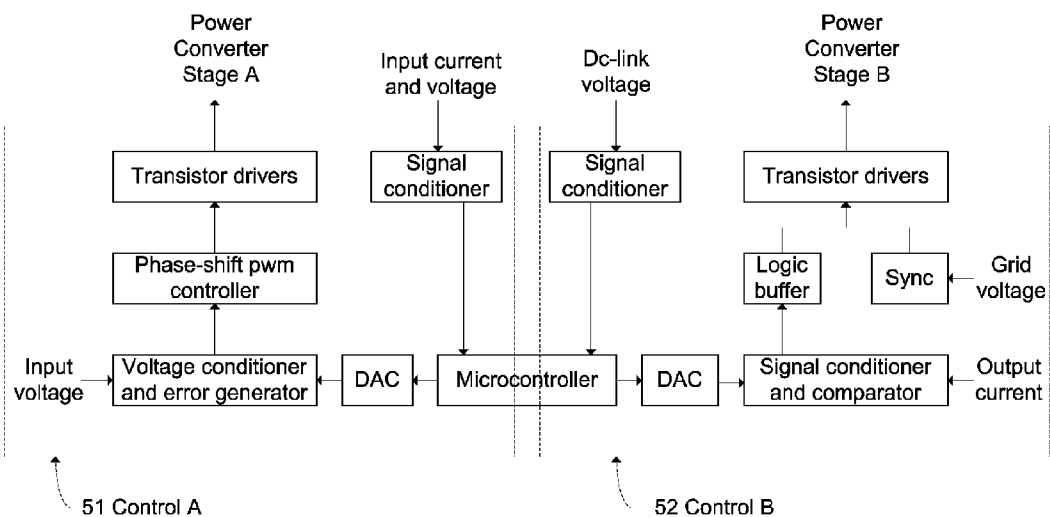 Power
Converter
Stage A
Input current
and voltage
Dc-link
voltage
Power
Converter
Stage B
Transistor drivers
Signal
conditioner
Signal
conditioner
Transistor drivers
Phase-shift pwm
controller
Logic
buffer
Sync
Grid
voltage
Input
voltage
Voltage conditioner
and error generator
DAC
Microcontroller
DAC
Signal conditioner
and comparator
Output
current
51 Control A
52 Control B